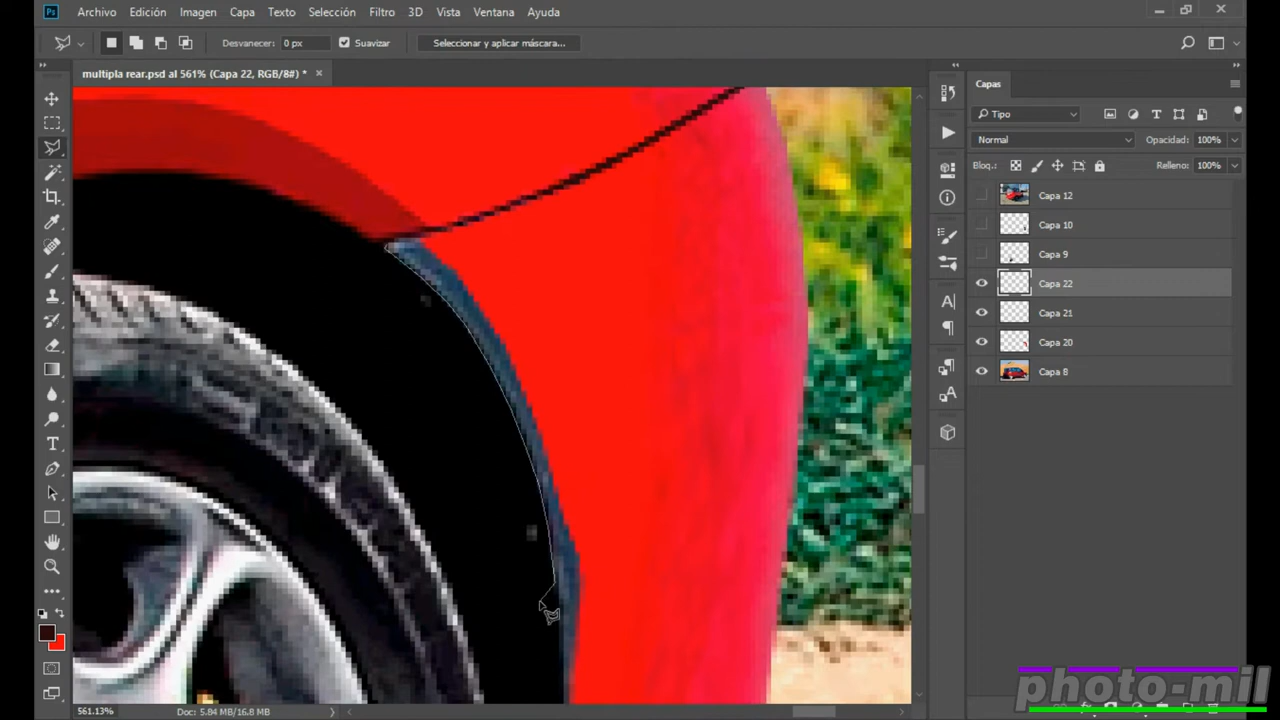 Ps Archivo Edición Imagen Capa Texto Selección Filtro 3D Vista Ventana Ayuda
Desvanecer: 0 px Suavizar Seleccionar y aplicar máscara...
multipla rear.psd al 561% (Capa 22, RGB/8#) * ×
Capas
Tipo
Normal Opacidad: 100%
Bloq.: Relleno: 100%
Capa 12
Capa 10
Capa 9
Capa 22
Capa 21
Capa 20
Capa 8
photo-mil
561.13% Doc: 5.84 MB/16.8 MB